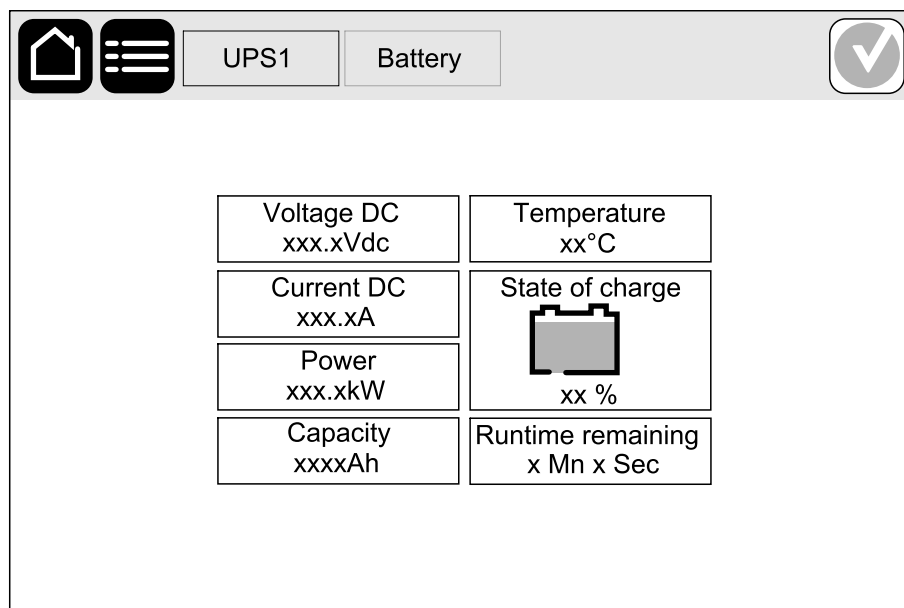 UPS1
Battery
Voltage DC
xxx.xVdc
Temperature
xx°C
Current DC
xxx.xA
State of charge
xx %
Power
xxx.xkW
Capacity
xxxxAh
Runtime remaining
x Mn x Sec